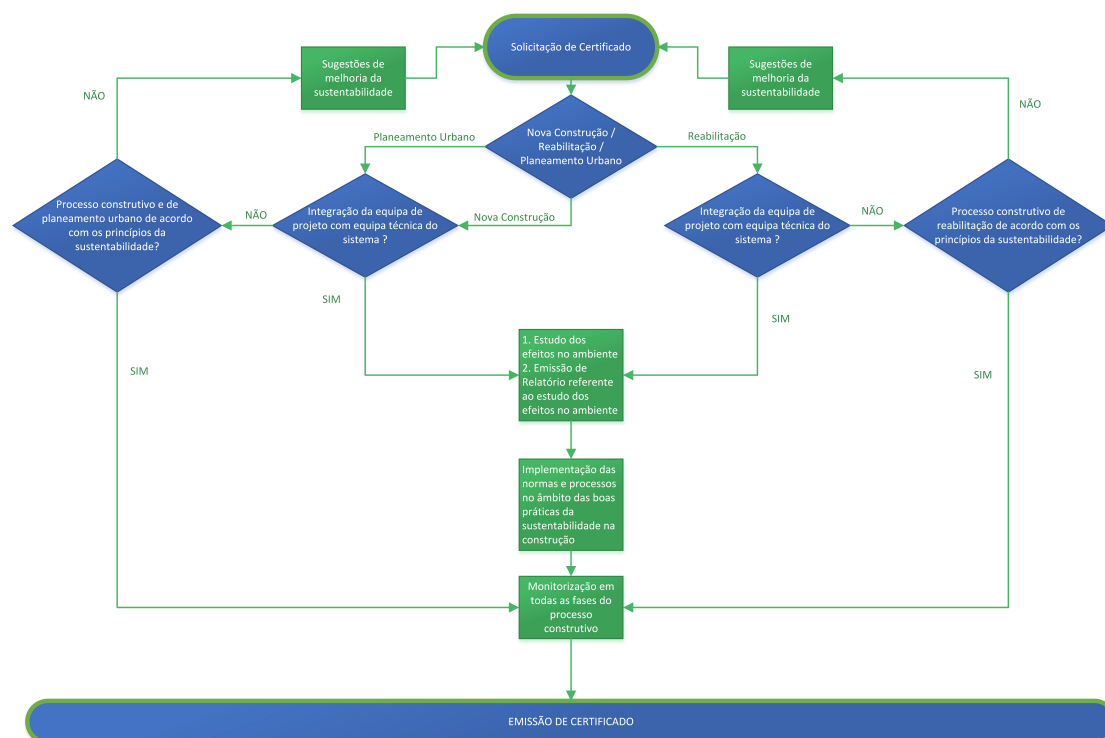 Solicitação de Certificado
Sugestões de
melhoria da
sustentabilidade
Sugestões de
melhoria da
sustentabilidade
NÃO
NÃO
Planeamento Urbano
Nova Construção /
Reabilitação /
Planeamento Urbano
Reabilitação
Processo construtivo e de
planeamento urbano de acordo
com os princípios da
sustentabilidade?
NÃO
Integração da equipa de
projeto com equipa técnica do
sistema ?
Nova Construção
Integração da equipa de
projeto com equipa técnica do
sistema ?
NÃO
Processo construtivo de
reabilitação de acordo com os
princípios da sustentabilidade?
SIM
SIM
SIM
SIM
1. Estudo dos
efeitos no ambiente
2. Emissão de
Relatório referente
ao estudo dos
efeitos no ambiente
Implementação das
normas e processos
no âmbito das boas
práticas da
sustentabilidade na
construção
Monitorização em
todas as fases do
processo
construtivo
EMISSÃO DE CERTIFICADO